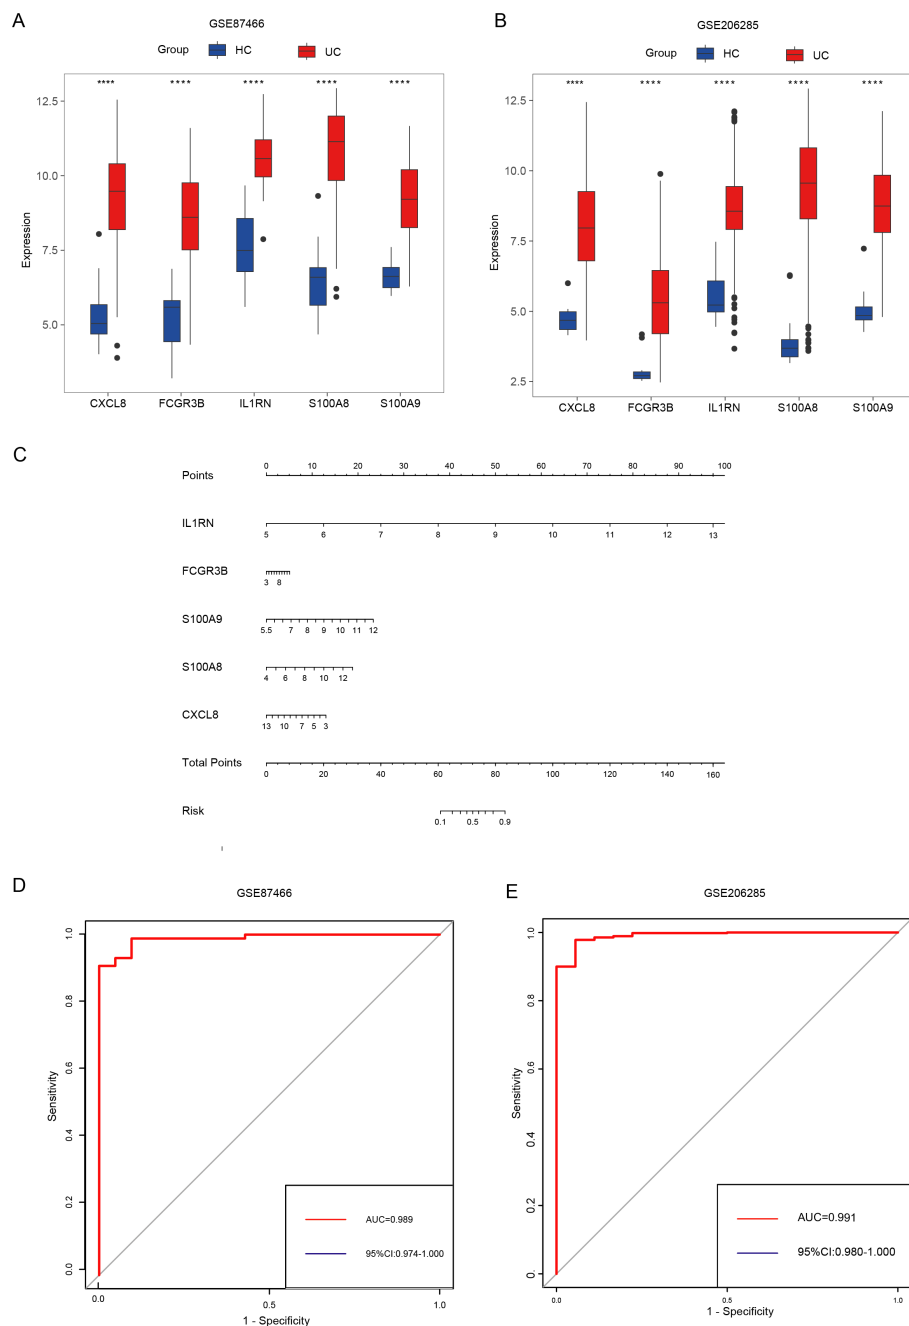 A
GSE87466
Group HC UC
**** **** **** **** ****
Expression
12.5
10.0
7.5
5.0
CXCL8 FCGR3B IL1RN S100A8 S100A9
B
GSE206285
Group HC UC
**** **** **** **** ****
Expression
12.5
10.0
7.5
5.0
2.5
CXCL8 FCGR3B IL1RN S100A8 S100A9
C
Points
0 10 20 30 40 50 60 70 80 90 100
IL1RN
5 6 7 8 9 10 11 12 13
FCGR3B
3 8
S100A9
5.5 7 8 9 10 11 12
S100A8
4 6 8 10 12
CXCL8
13 10 7 5 3
Total Points
0 20 40 60 80 100 120 140 160
Risk
0.1 0.5 0.9
D
GSE87466
Sensitivity
1.0
0.8
0.6
0.4
0.2
0.0
AUC=0.989
95%CI:0.974-1.000
0.0 0.5 1.0
1 - Specificity
E
GSE206285
Sensitivity
1.0
0.8
0.6
0.4
0.2
0.
AUC=0.991
95%CI:0.980-1.000
0.0 0.5 1.0
1 - Specificity